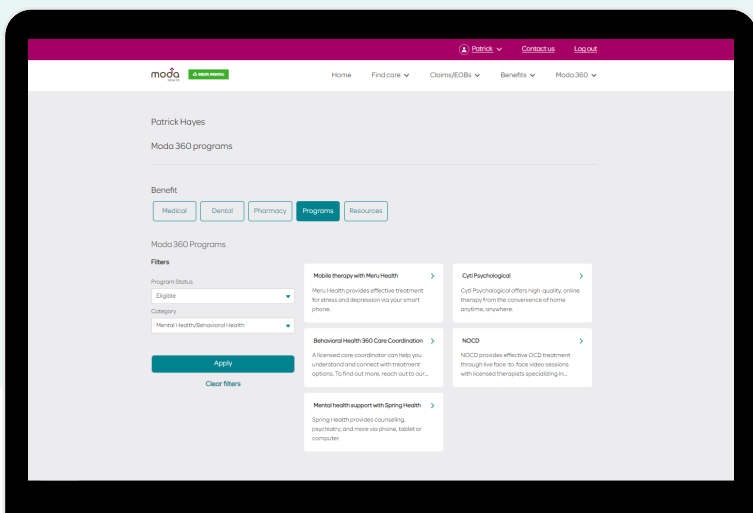 Patrick
Contact us
Log out
moda
HEALTH
DELTA DENTAL
Home
Find care
Claims/EOBs
Benefits
Moda 360
Patrick Hayes
Moda 360 programs
Benefit
Medical
Dental
Pharmacy
Programs
Resources
Moda 360 Programs
Filters
Program Status
Eligible
Category
Mental Health/Behavioral Health
Apply
Clear filters
Mobile therapy with Meru Health
Meru Health provides effective treatment
for stress and depression via your smart
phone.
Cyti Psychological
Cyti Psychological offers high-quality, online
therapy from the convenience of home
anytime, anywhere.
Behavioral Health 360 Care Coordination
A licensed care coordinator can help you
understand and connect with treatment
options. To find out more, reach out to our...
NOCD
NOCD provides effective OCD treatment
through live face-to-face video sessions
with licensed therapists specializing in...
Mental health support with Spring Health
Spring Health provides counseling,
psychiatry, and more via phone, tablet or
computer.